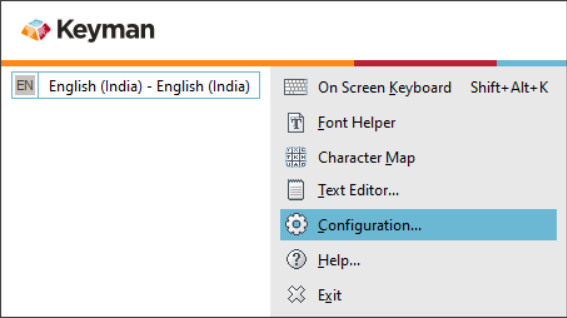 Keyman
EN English (India) - English (India)
On Screen Keyboard Shift+Alt+K
Font Helper
Character Map
Text Editor...
Configuration...
Help...
Exit